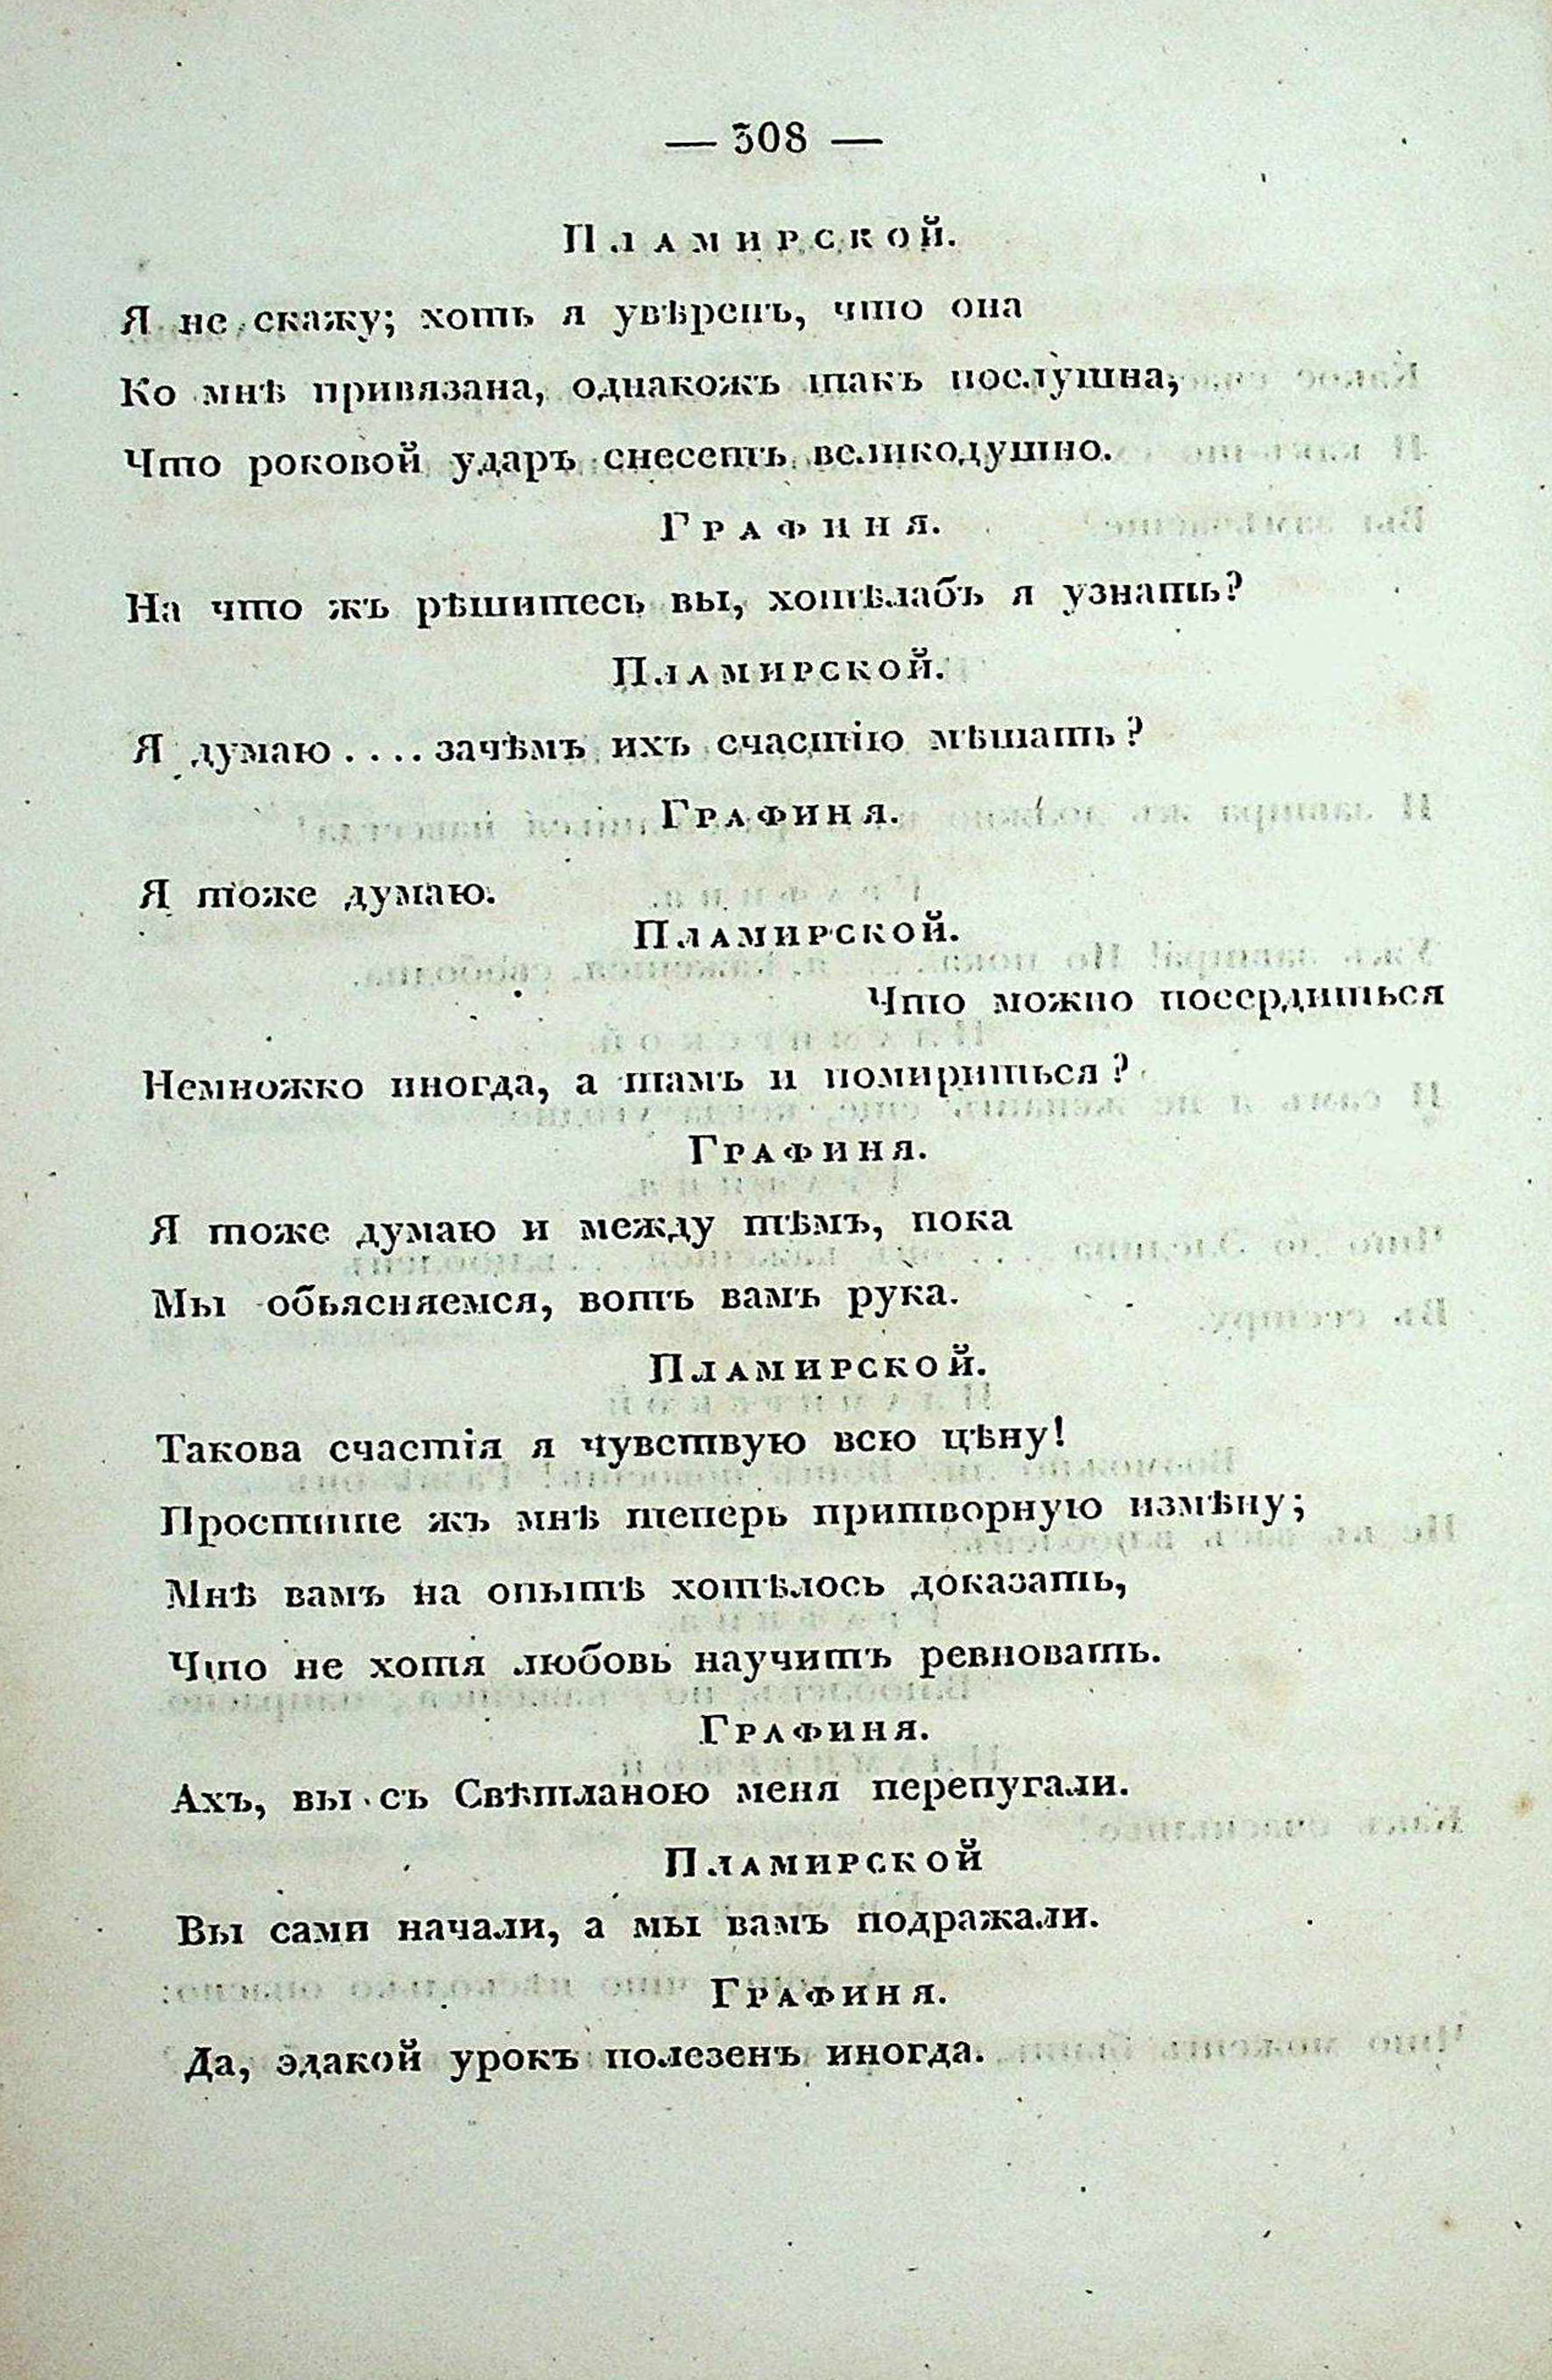 — 308 —
Пламирской.
Я не скажу; хоть я увѣренъ, что она
Ко мнѣ привязана, однакожъ такъ послушна,
Что роковой ударъ снесетъ великодушно.
Графиня.
На что жъ рѣшитесь вы, хотѣлабъ я узнать?
Пламирской.
Я думаю .... зачѣмъ ихъ счастію мѣшать?
Графиня.
Я тоже думаю.
Пламирской.
Что можно посердиться
Немножко иногда, а тамъ и помириться?
Графиня.
Я тоже думаю и между тѣмъ, пока
Мы обьясняемся, вотъ вамъ рука.
Пламирской.
Такова счастія я чувствую всю цѣну!
Простите жъ мнѣ теперь притворную измѣну;
Мнѣ вамъ на опытѣ хотѣлось доказать,
Что не хотя любовь научитъ ревновать.
Графиня.
Ахъ, вы съ Свѣтланою меня перепугали.
Пламирской
Вы сами начали, а мы вамъ подражали.
Графиня.
Да, эдакой урокъ полезенъ иногда.